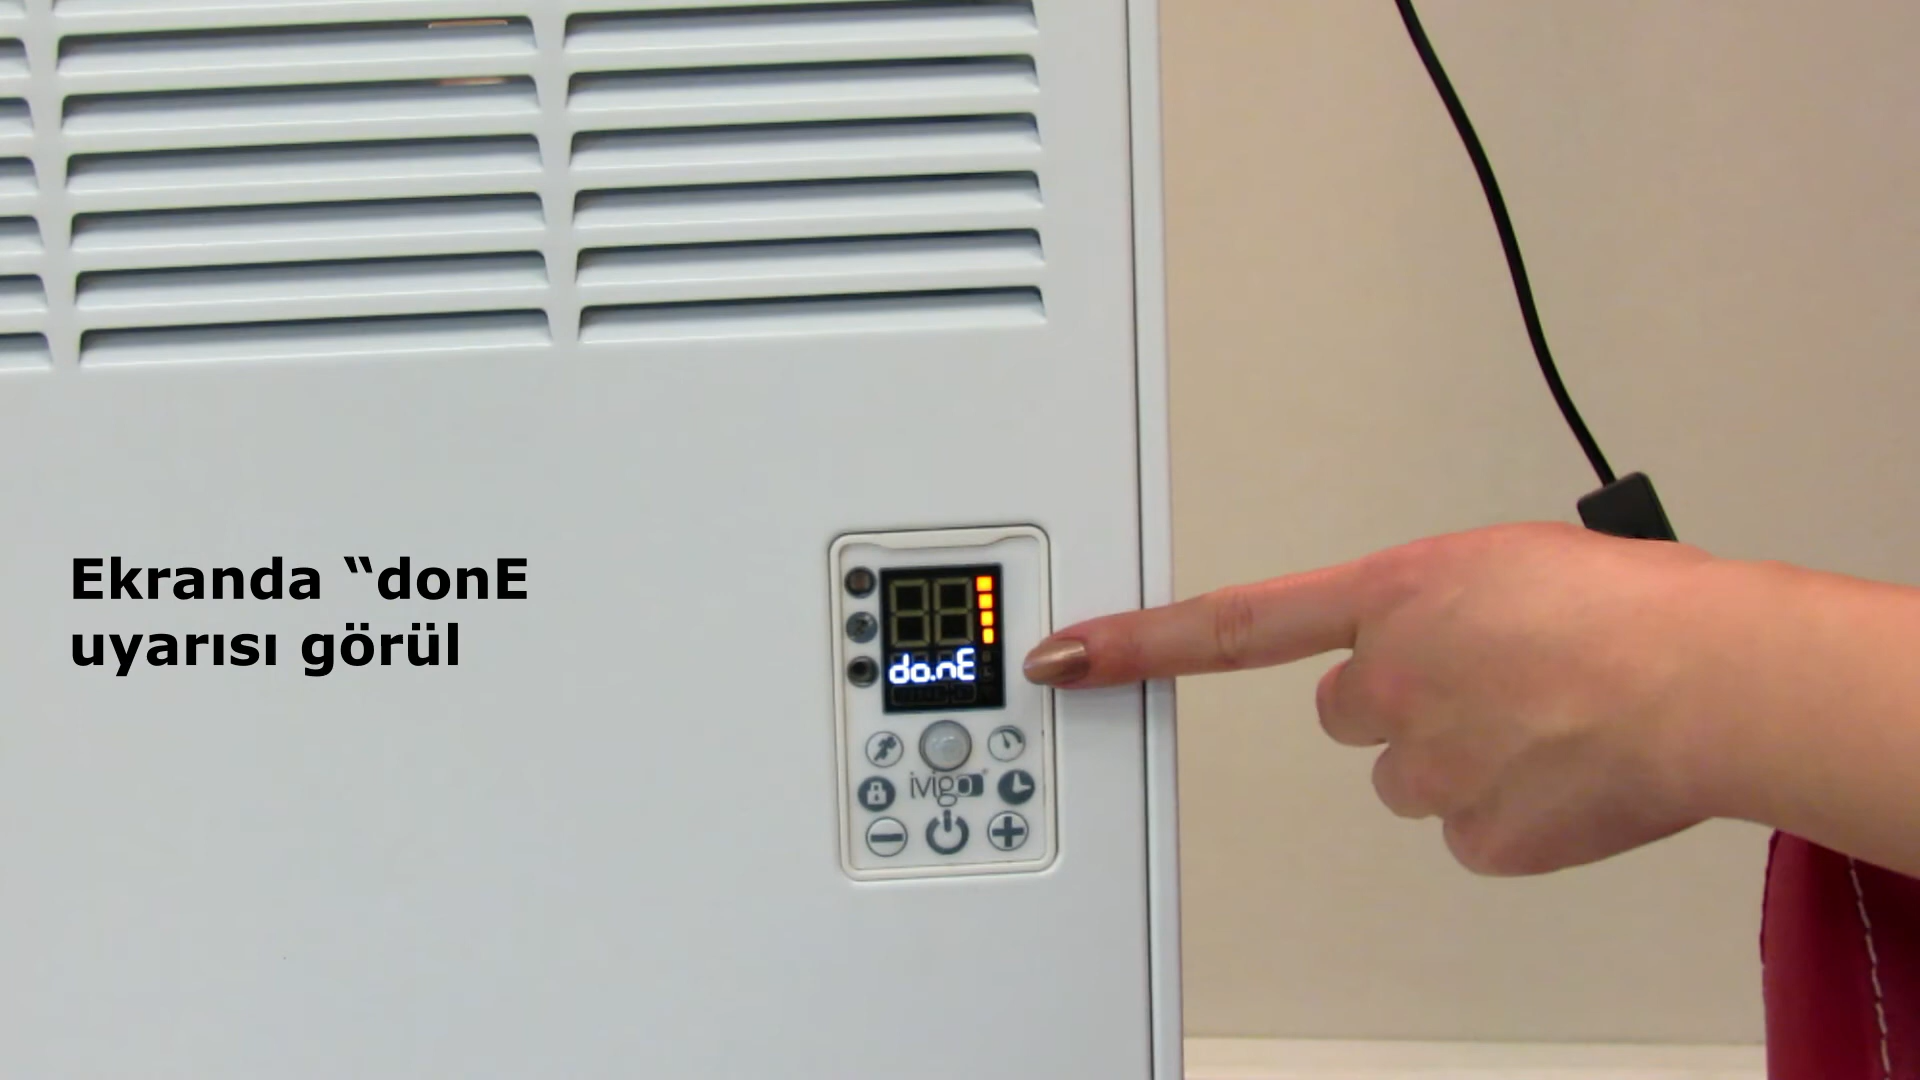 Ekranda “donE
uyarısı görül
do.nE
ivigo